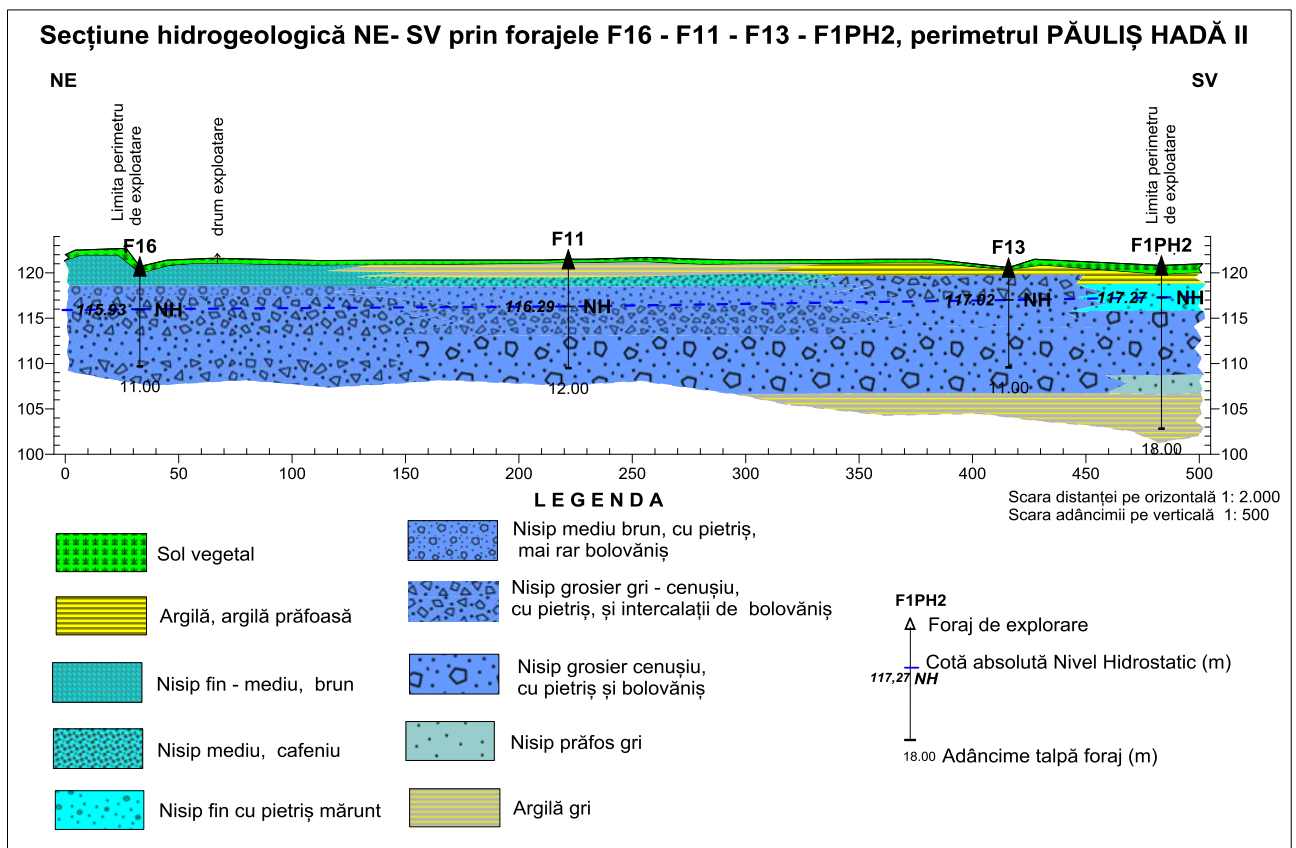 Secțiune hidrogeologică NE- SV prin forajele F16 - F11 - F13 - F1PH2, perimetrul PĂULIȘ HADĂ II
NE
SV
Limita perimetru
de exploatare
drum exploatare
Limita perimetru
de exploatare
F16
F11
F13
F1PH2
120
115
110
105
100
120
115
110
105
100
115.93 NH
116.29 NH
117.02 NH
117.27 NH
11.00
12.00
11.00
18.00
0 50 100 150 200 250 300 350 400 450 500
Scara distanței pe orizontală 1: 2.000
Scara adâncimii pe verticală 1: 500
L E G E N D A
Sol vegetal
Argilă, argilă prăfoasă
Nisip fin - mediu, brun
Nisip mediu, cafeniu
Nisip fin cu pietriș mărunt
Nisip mediu brun, cu pietriș,
mai rar bolovăniș
Nisip grosier gri - cenușiu,
cu pietriș, și intercalații de bolovăniș
Nisip grosier cenușiu,
cu pietriș și bolovăniș
Nisip prăfos gri
Argilă gri
F1PH2
Foraj de explorare
Cotă absolută Nivel Hidrostatic (m)
117,27 NH
18.00 Adâncime talpă foraj (m)